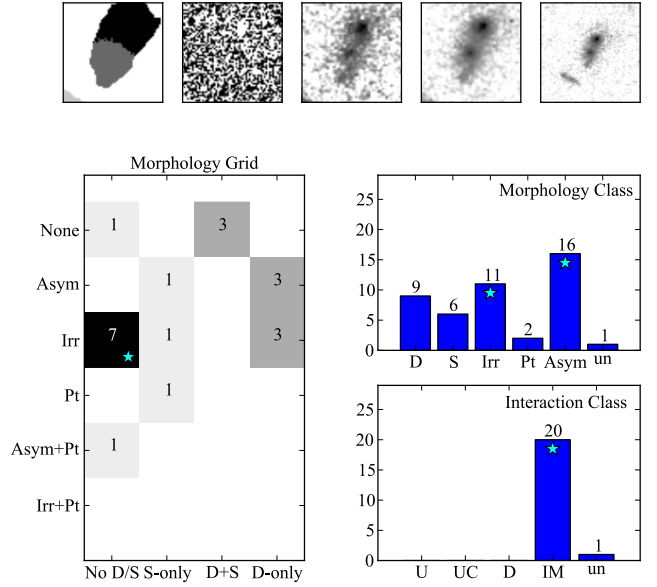 Morphology Grid
None
Asym
Irr
Pt
Asym+Pt
Irr+Pt
1
3
1
3
7
1
3
1
1
No D/S
S-only
D+S
D-only
Morphology Class
25
20
15
10
5
0
9
6
11
2
16
1
D
S
Irr
Pt
Asym
un
Interaction Class
25
20
15
10
5
0
20
1
U
UC
D
IM
un